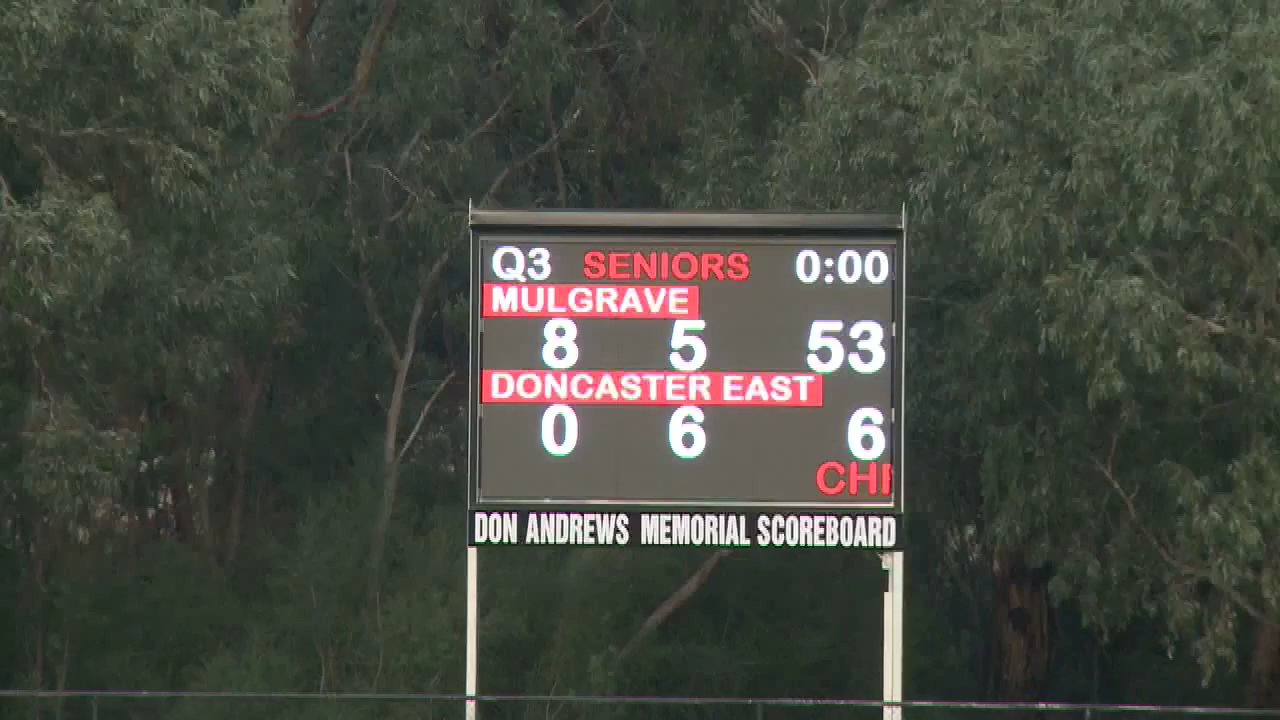 Q3 SENIORS 0:00
MULGRAVE
8 5 53
DONCASTER EAST
0 6 6
DON ANDREWS MEMORIAL SCOREBOARD